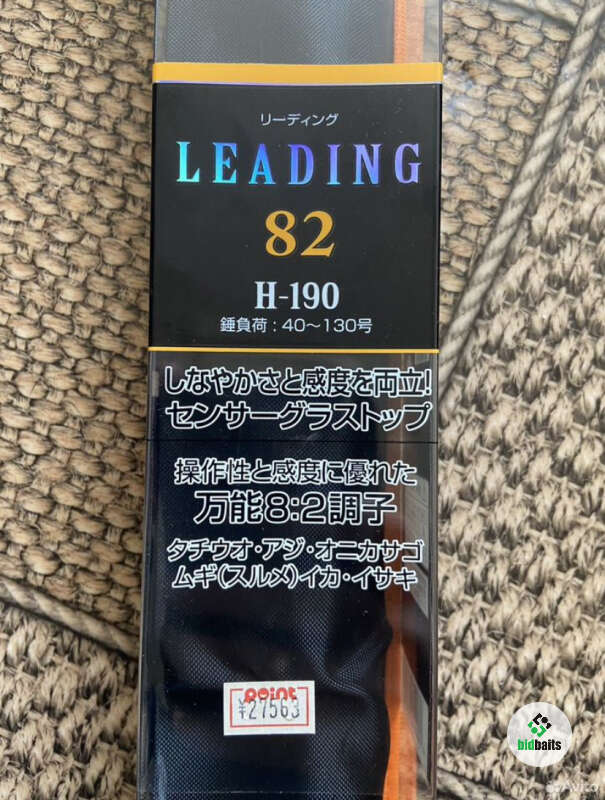 リーディング
LEADING
82
H-190
錘負荷：40～130号
しなやかさと感度を両立!
センサーグラストップ
操作性と感度に優れた
万能8:2調子
タチウオ・アジ・オニカサゴ
ムギ(スルメ)イカ・イサキ
point
¥27563
bidbaits
Avito